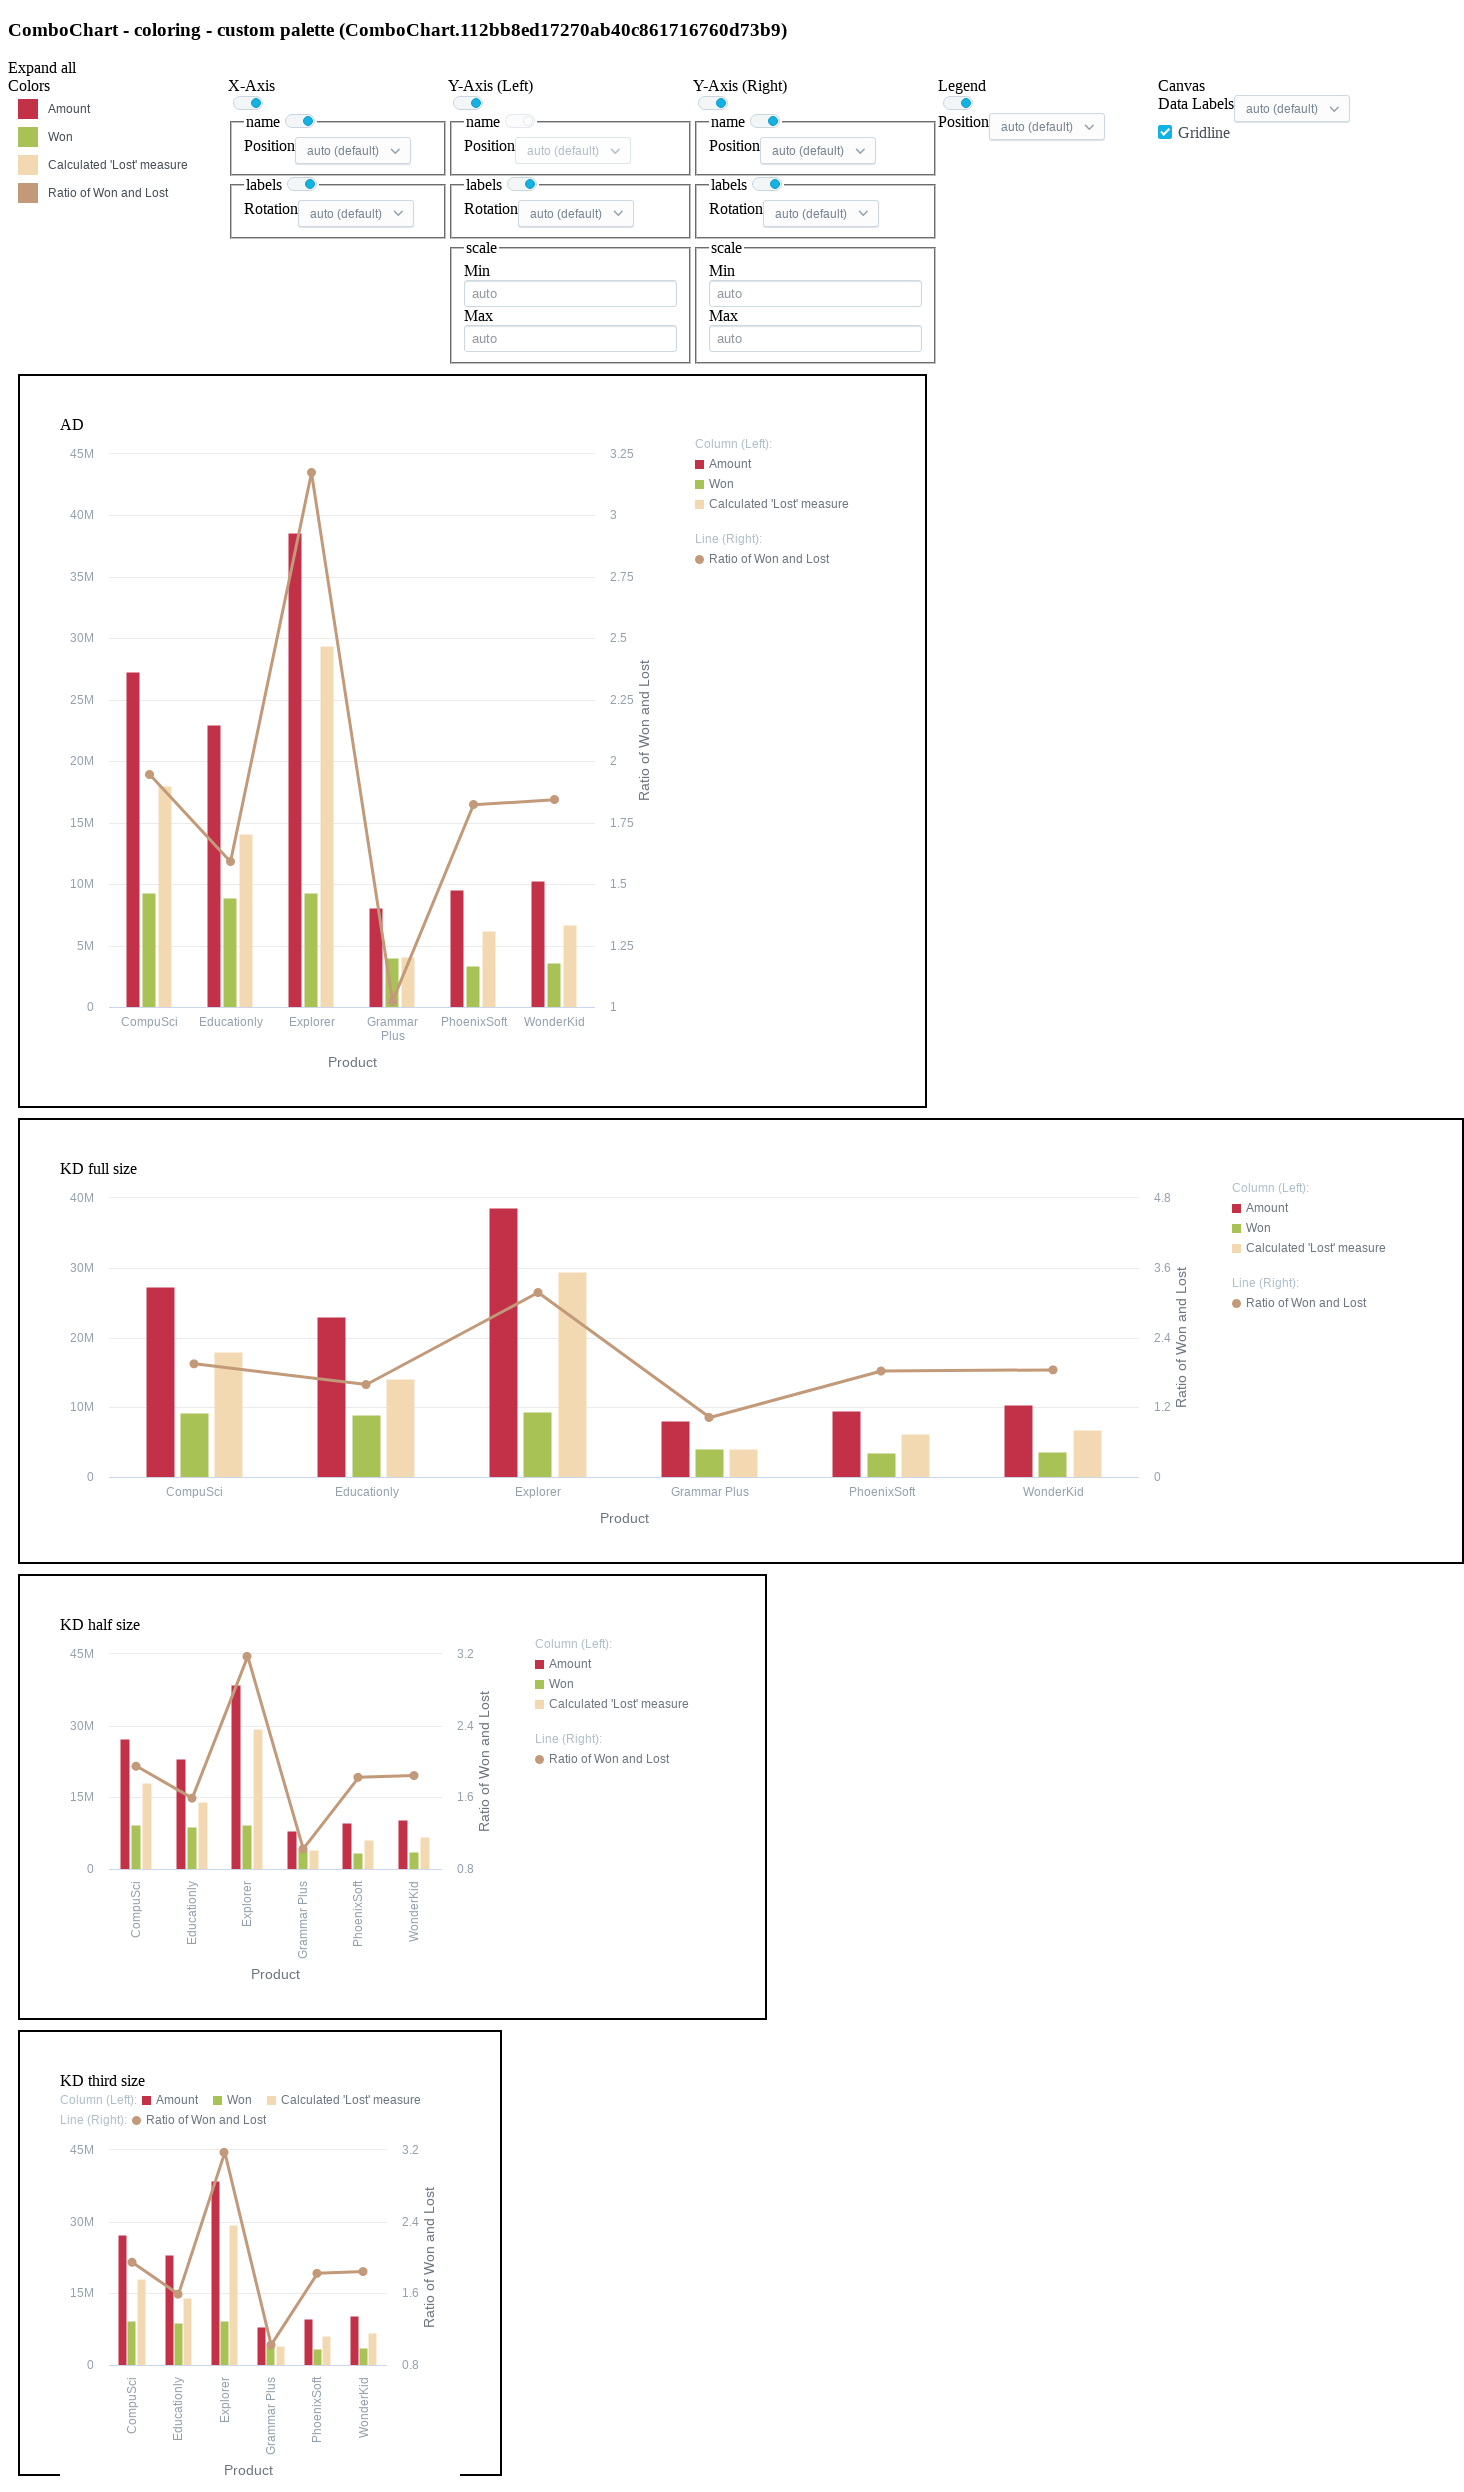 ComboChart - coloring - custom palette (ComboChart.112bb8ed17270ab40c861716760d73b9)
Expand all
Colors
Amount
Won
Calculated 'Lost' measure
Ratio of Won and Lost
X-Axis
name
Position auto (default)
labels
Rotation auto (default)
Y-Axis (Left)
name
Position auto (default)
labels
Rotation auto (default)
scale
Min
auto
Max
auto
Y-Axis (Right)
name
Position auto (default)
labels
Rotation auto (default)
scale
Min
auto
Max
auto
Legend
Position auto (default)
Canvas
Data Labels auto (default)
Gridline
AD
45M
40M
35M
30M
25M
20M
15M
10M
5M
0
3.25
3
2.75
2.5
2.25
2
1.75
1.5
1.25
1
Ratio of Won and Lost
CompuSci
Educationly
Explorer
Grammar
Plus
PhoenixSoft
WonderKid
Product
Column (Left):
Amount
Won
Calculated 'Lost' measure
Line (Right):
Ratio of Won and Lost
KD full size
40M
30M
20M
10M
0
4.8
3.6
2.4
1.2
0
Ratio of Won and Lost
CompuSci
Educationly
Explorer
Grammar Plus
PhoenixSoft
WonderKid
Product
Column (Left):
Amount
Won
Calculated 'Lost' measure
Line (Right):
Ratio of Won and Lost
KD half size
45M
30M
15M
0
3.2
2.4
1.6
0.8
Ratio of Won and Lost
CompuSci
Educationly
Explorer
Grammar Plus
PhoenixSoft
WonderKid
Product
Column (Left):
Amount
Won
Calculated 'Lost' measure
Line (Right):
Ratio of Won and Lost
KD third size
Column (Left): Amount Won Calculated 'Lost' measure
Line (Right): Ratio of Won and Lost
45M
30M
15M
0
3.2
2.4
1.6
0.8
Ratio of Won and Lost
CompuSci
Educationly
Explorer
Grammar Plus
PhoenixSoft
WonderKid
Product